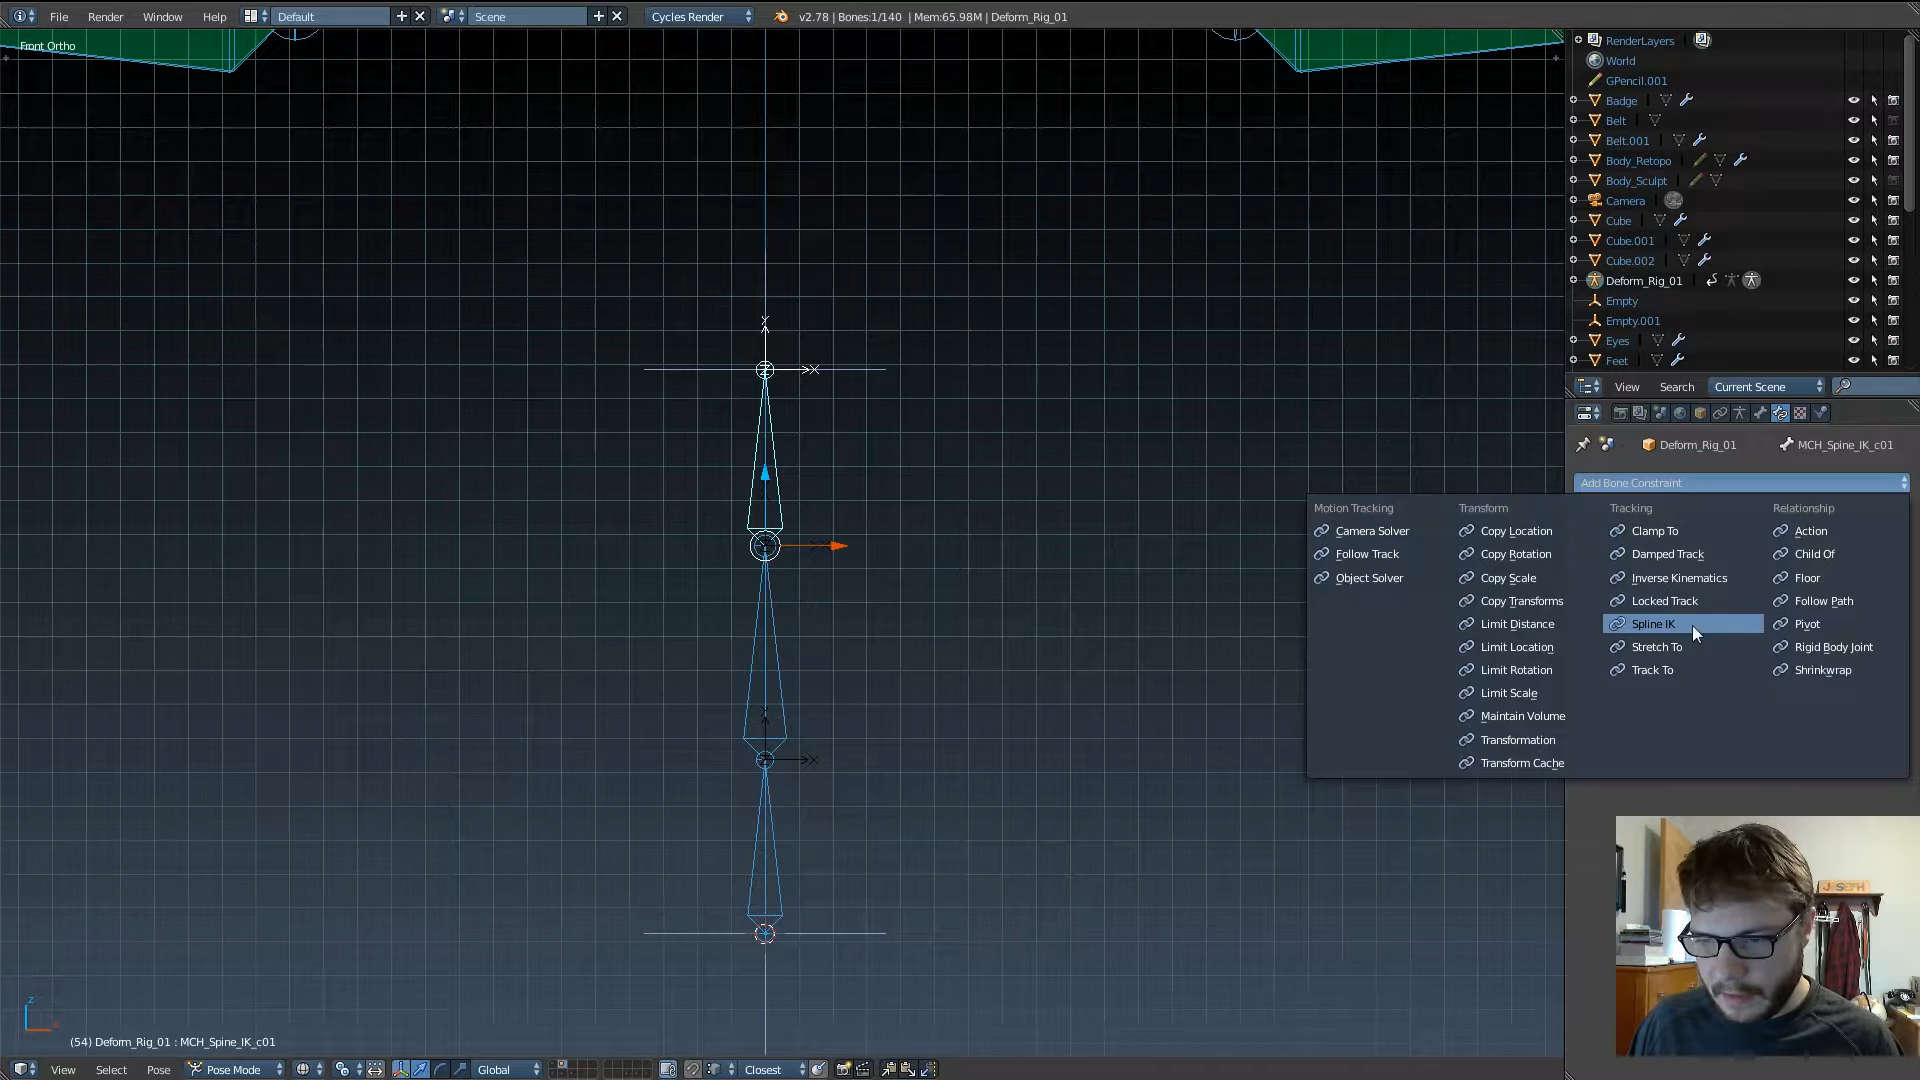 File Render Window Help Default Scene Cycles Render v2.78 | Bones:1/140 | Mem:65.98M | Deform_Rig_01
Front Ortho
RenderLayers
World
GPencil.001
Badge
Belt
Belt.001
Body_Retopo
Body_Sculpt
Camera
Cube
Cube.001
Cube.002
Deform_Rig_01
Empty
Empty.001
Eyes
Feet
View Search Current Scene
Deform_Rig_01 MCH_Spine_IK_c01
Add Bone Constraint
Motion Tracking
Camera Solver
Follow Track
Object Solver
Transform
Copy Location
Copy Rotation
Copy Scale
Copy Transforms
Limit Distance
Limit Location
Limit Rotation
Limit Scale
Maintain Volume
Transformation
Transform Cache
Tracking
Clamp To
Damped Track
Inverse Kinematics
Locked Track
Spline IK
Stretch To
Track To
Relationship
Action
Child Of
Floor
Follow Path
Pivot
Rigid Body Joint
Shrinkwrap
Z
X
X
JOSEPH
z
(54) Deform_Rig_01 : MCH_Spine_IK_c01
View Select Pose Pose Mode Global Closest